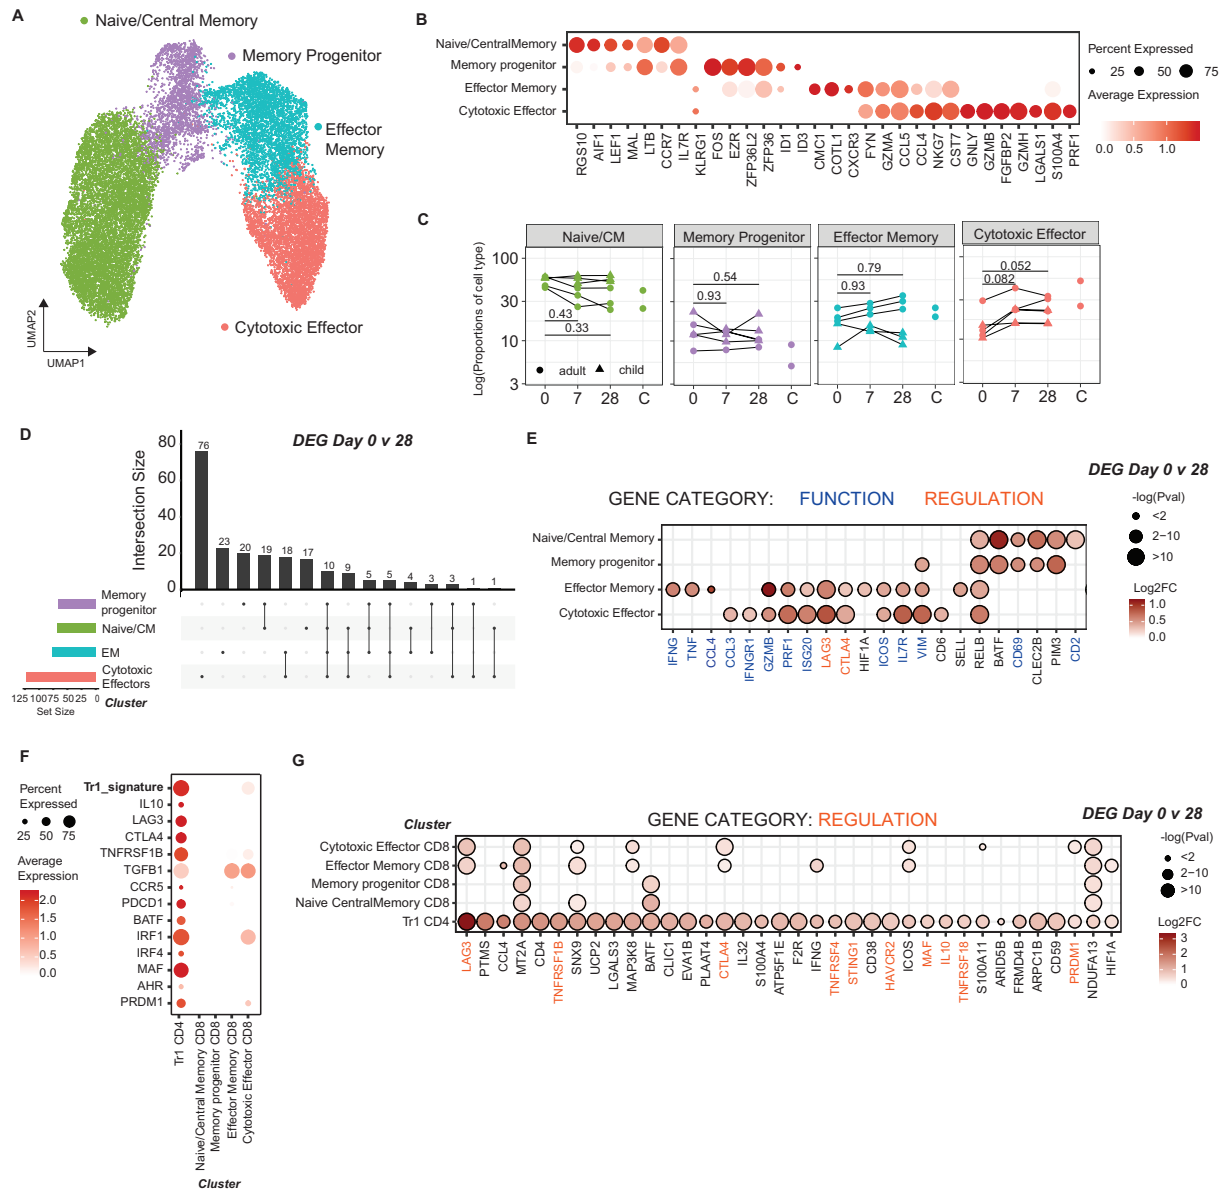 A
Naive/Central Memory
Memory Progenitor
Effector
Memory
Cytotoxic Effector
UMAP2
UMAP1
B
Naive/CentralMemory
Memory progenitor
Effector Memory
Cytotoxic Effector
RGS10
AIF1
LEF1
MAL
LTB
CCR7
IL7R
KLRG1
FOS
EZR
ZFP36L2
ZFP36
ID1
ID3
CMC1
COTL1
CXCR3
FYN
GZMA
CCL5
CCL4
NKG7
CST7
GNLY
GZMB
FGFBP2
GZMH
LGALS1
S100A4
PRF1
Percent Expressed
25 50 75
Average Expression
0.0 0.5 1.0
C
Log(Proportions of cell type)
100
30
10
3
Naive/CM
0.43
0.33
adult child
0 7 28 C
Memory Progenitor
0.54
0.93
0 7 28 C
Effector Memory
0.79
0.93
0 7 28 C
Cytotoxic Effector
0.052
0.082
0 7 28 C
D
DEG Day 0 v 28
Intersection Size
80
60
40
20
0
76 23 20 19 18 17 10 9 5 5 4 3 3 1 1
Memory
progenitor
Naive/CM
EM
Cytotoxic
Effectors
125 100 75 50 25 0
Set Size
Cluster
E
DEG Day 0 v 28
GENE CATEGORY: FUNCTION REGULATION
Naive/Central Memory
Memory progenitor
Effector Memory
Cytotoxic Effector
IFNG
TNF
CCL4
CCL3
IFNGR1
GZMB
PRF1
ISG20
LAG3
CTLA4
HIF1A
ICOS
IL7R
VIM
CD6
SELL
RELB
BATF
CD69
CLEC2B
PIM3
CD2
-log(Pval)
<2
2-10
>10
Log2FC
1.0
0.5
0.0
F
Percent
Expressed
25 50 75
Average
Expression
2.0
1.5
1.0
0.5
0.0
Tr1_signature
IL10
LAG3
CTLA4
TNFRSF1B
TGFB1
CCR5
PDCD1
BATF
IRF1
IRF4
MAF
AHR
PRDM1
Tr1 CD4
Naive/Central Memory CD8
Memory progenitor CD8
Effector Memory CD8
Cytotoxic Effector CD8
Cluster
G
Cluster
GENE CATEGORY: REGULATION
DEG Day 0 v 28
Cytotoxic Effector CD8
Effector Memory CD8
Memory progenitor CD8
Naive CentralMemory CD8
Tr1 CD4
LAG3
PTMS
CCL4
MT2A
CD4
TNFRSF1B
SNX9
UCP2
LGALS3
MAP3K8
BATF
CLIC1
EVA1B
PLAAT4
CTLA4
IL32
S100A4
ATP5F1E
F2R
IFNG
TNFRSF4
STING1
CD38
HAVCR2
ICOS
MAF
IL10
TNFRSF18
S100A11
ARID5B
FRMD4B
ARPC1B
CD59
PRDM1
NDUFA13
HIF1A
-log(Pval)
<2
2-10
>10
Log2FC
3
2
1
0